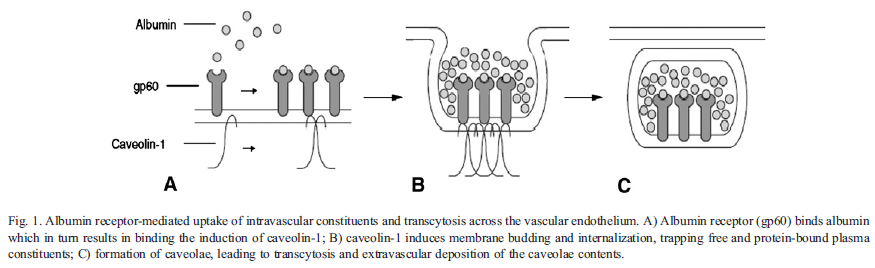 Albumin
gp60
Caveolin-1
A
B
C
Fig. 1. Albumin receptor-mediated uptake of intravascular constituents and transcytosis across the vascular endothelium. A) Albumin receptor (gp60) binds albumin
which in turn results in binding the induction of caveolin-1; B) caveolin-1 induces membrane budding and internalization, trapping free and protein-bound plasma
constituents; C) formation of caveolae, leading to transcytosis and extravascular deposition of the caveolae contents.